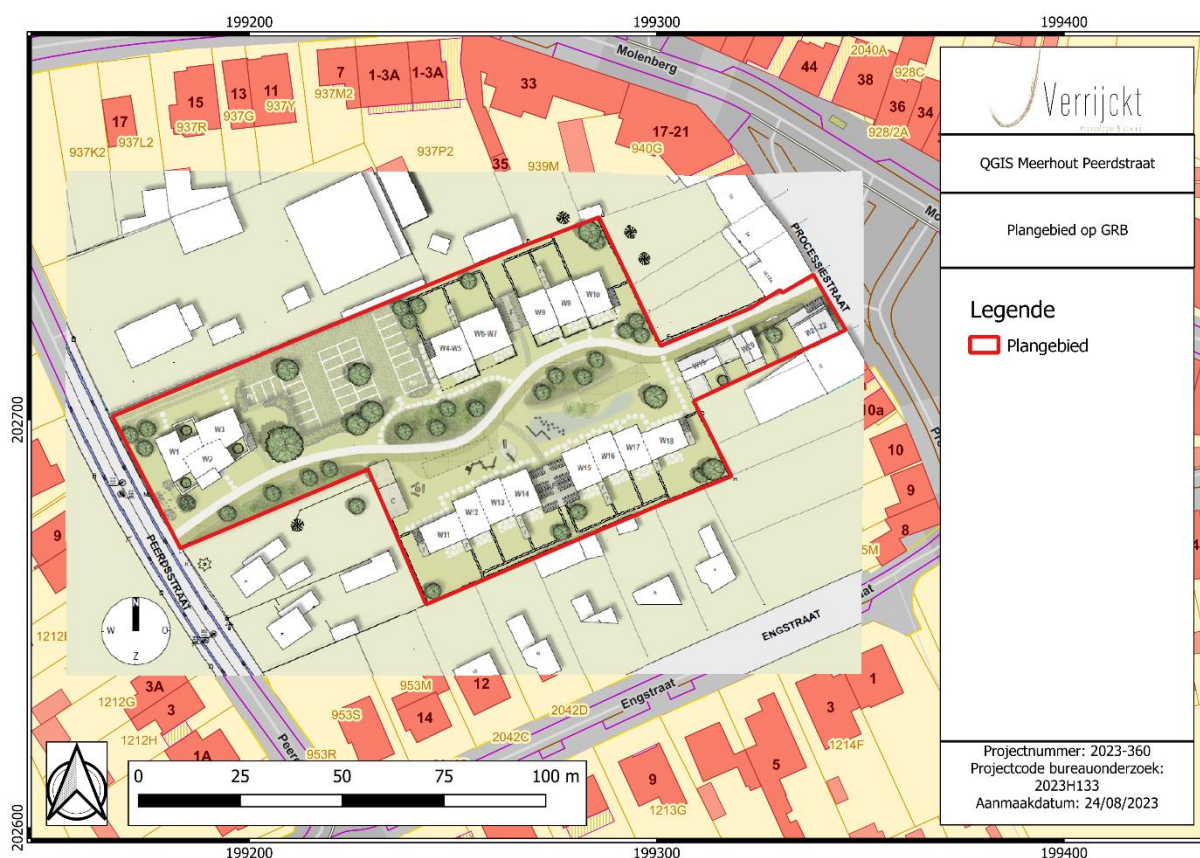 199200
199300
199400
202700
202600
199200
199300
199400
Verrijckt
QGIS Meerhout Peerdstraat
Plangebied op GRB
Legende
Plangebied
Projectnummer: 2023-360
Projectcode bureauonderzoek:
2023H133
Aanmaakdatum: 24/08/2023
Molenberg
2040A
928C
44
38
36
34
928/2A
7
1-3A
1-3A
33
15
13
11
937M2
937Y
937G
937R
17
937L2
937K2
937P2
35
939M
17-21
940G
PROCESSIESTRAAT
W10
W9
W8
W6-W7
W4-W5
W3
W1
W2
W18
W17
W16
W15
W14
W13
W12
W11
C
10a
10
9
8
9
PEERDSSTRAAT
ENGSTRAAT
Engstraat
W
O
Z
1212G
1212H
3A
3
1A
953S
953R
953M
14
12
2042C
2042D
1
3
1214F
5
9
1213G
0
25
50
75
100 m